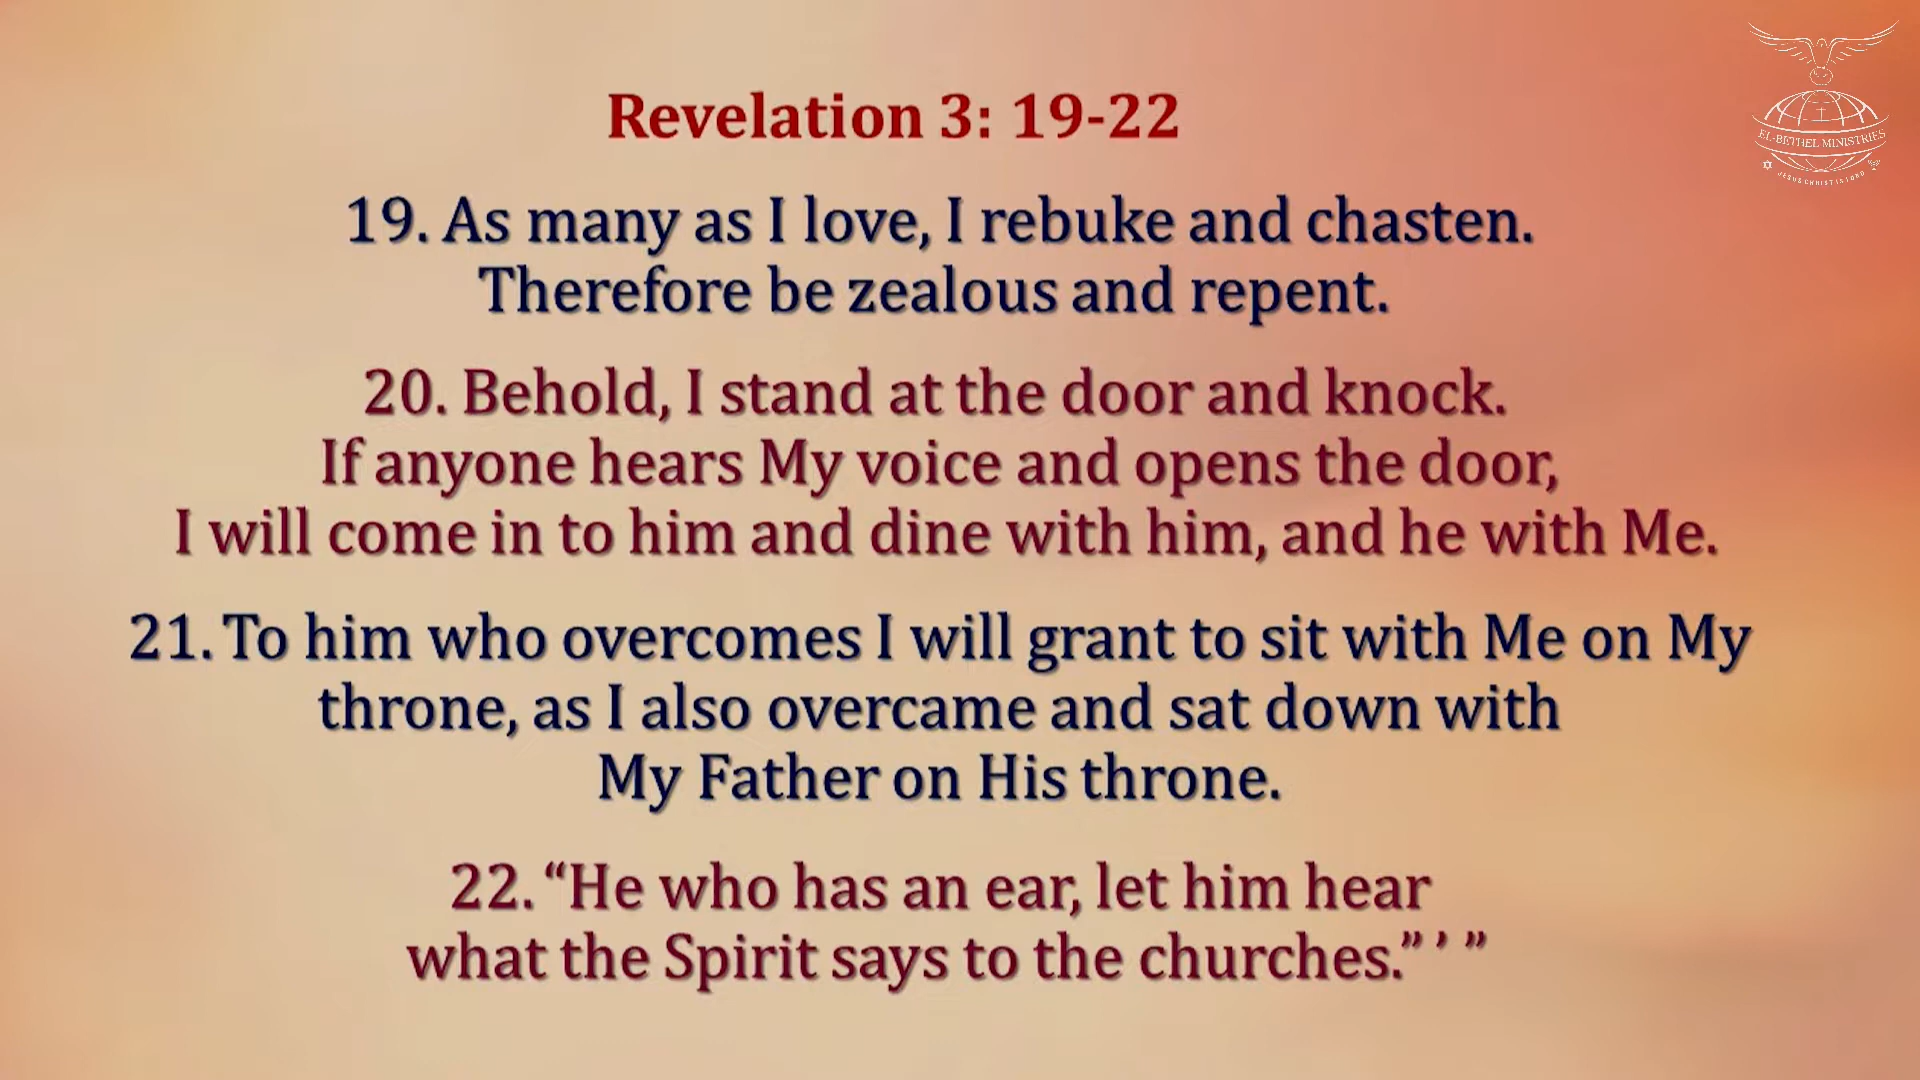 Revelation 3: 19-22
19. As many as I love, I rebuke and chasten.
Therefore be zealous and repent.
20. Behold, I stand at the door and knock.
If anyone hears My voice and opens the door,
I will come in to him and dine with him, and he with Me.
21. To him who overcomes I will grant to sit with Me on My
throne, as I also overcame and sat down with
My Father on His throne.
22. “He who has an ear, let him hear
what the Spirit says to the churches.” ’ ”
EL-BETHEL MINISTRIES
JESUS CHRIST IS LORD